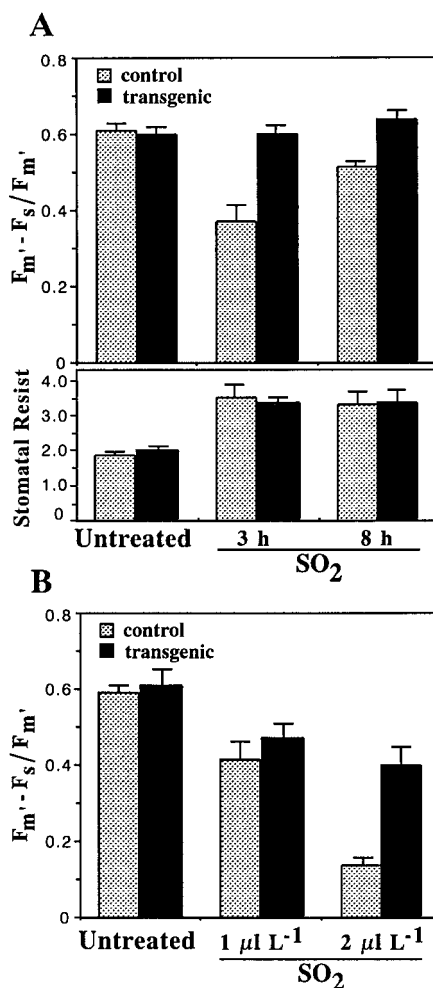 A
0.8
control
transgenic
0.6
0.4
0.2
0
Fm'-Fs/Fm'
4.0
3.0
2.0
1.0
0
Stomatal Resist
Untreated 3 h 8 h
SO2
B
0.8
control
transgenic
0.6
0.4
0.2
0
Fm'-Fs/Fm'
Untreated 1 µl L-1 2 µl L-1
SO2